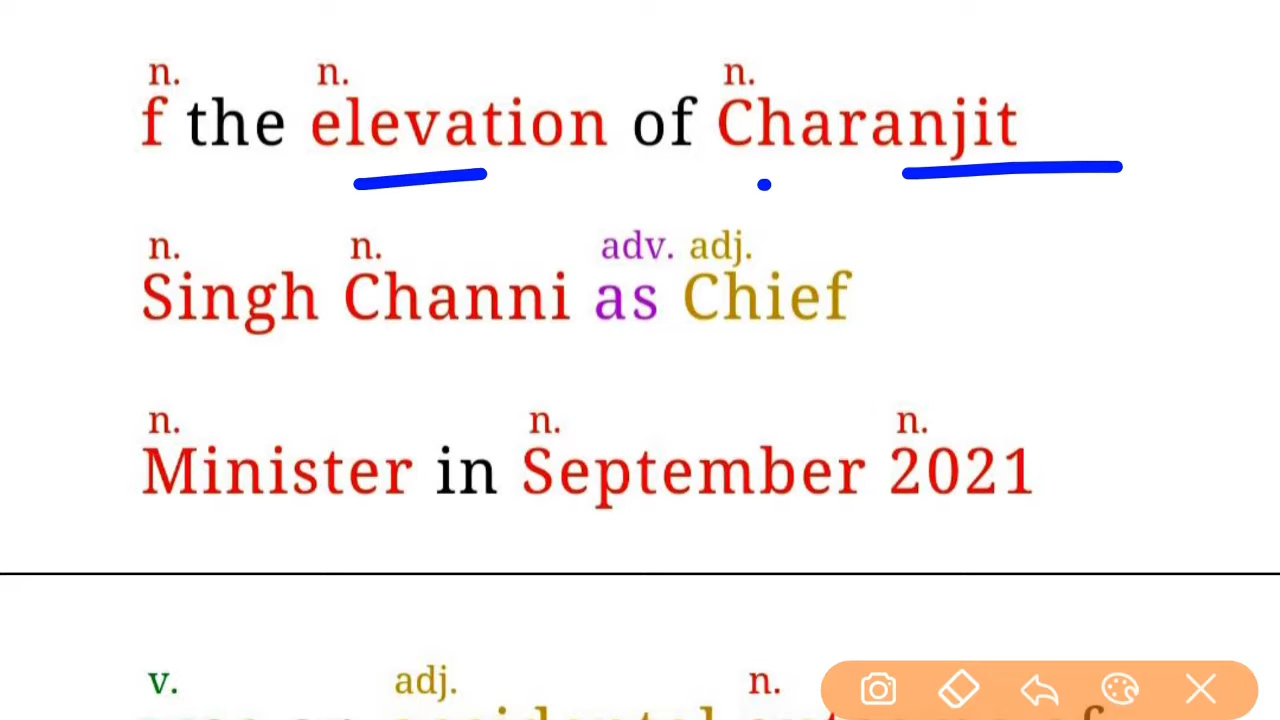 n. n. n.
f the elevation of Charanjit
n. n. adv. adj.
Singh Channi as Chief
n. n. n.
Minister in September 2021
v. adj. n.